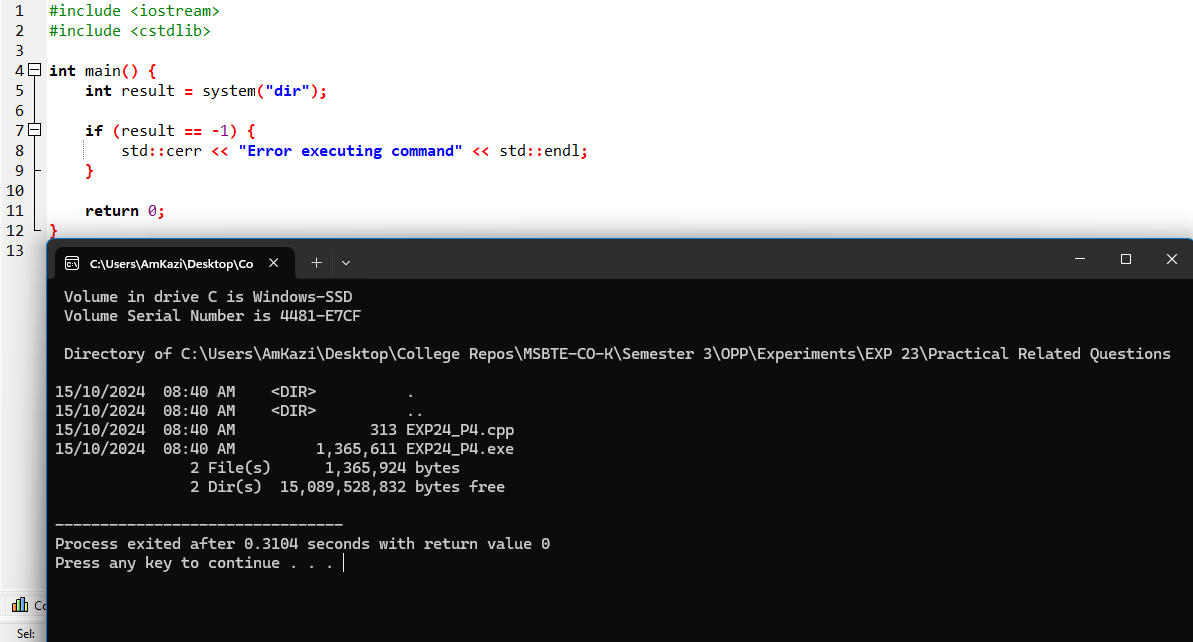 1 #include <iostream>
2 #include <cstdlib>
3
4 int main() {
5 int result = system("dir");
6
7 if (result == -1) {
8 std::cerr << "Error executing command" << std::endl;
9 }
10
11 return 0;
12 }
13
C:\Users\AmKazi\Desktop\Co
Volume in drive C is Windows-SSD
Volume Serial Number is 4481-E7CF
Directory of C:\Users\AmKazi\Desktop\College Repos\MSBTE-CO-K\Semester 3\OPP\Experiments\EXP 23\Practical Related Questions
15/10/2024 08:40 AM <DIR> .
15/10/2024 08:40 AM <DIR> ..
15/10/2024 08:40 AM 313 EXP24_P4.cpp
15/10/2024 08:40 AM 1,365,611 EXP24_P4.exe
2 File(s) 1,365,924 bytes
2 Dir(s) 15,089,528,832 bytes free
--------------------------------
Process exited after 0.3104 seconds with return value 0
Press any key to continue . . .
Sel: